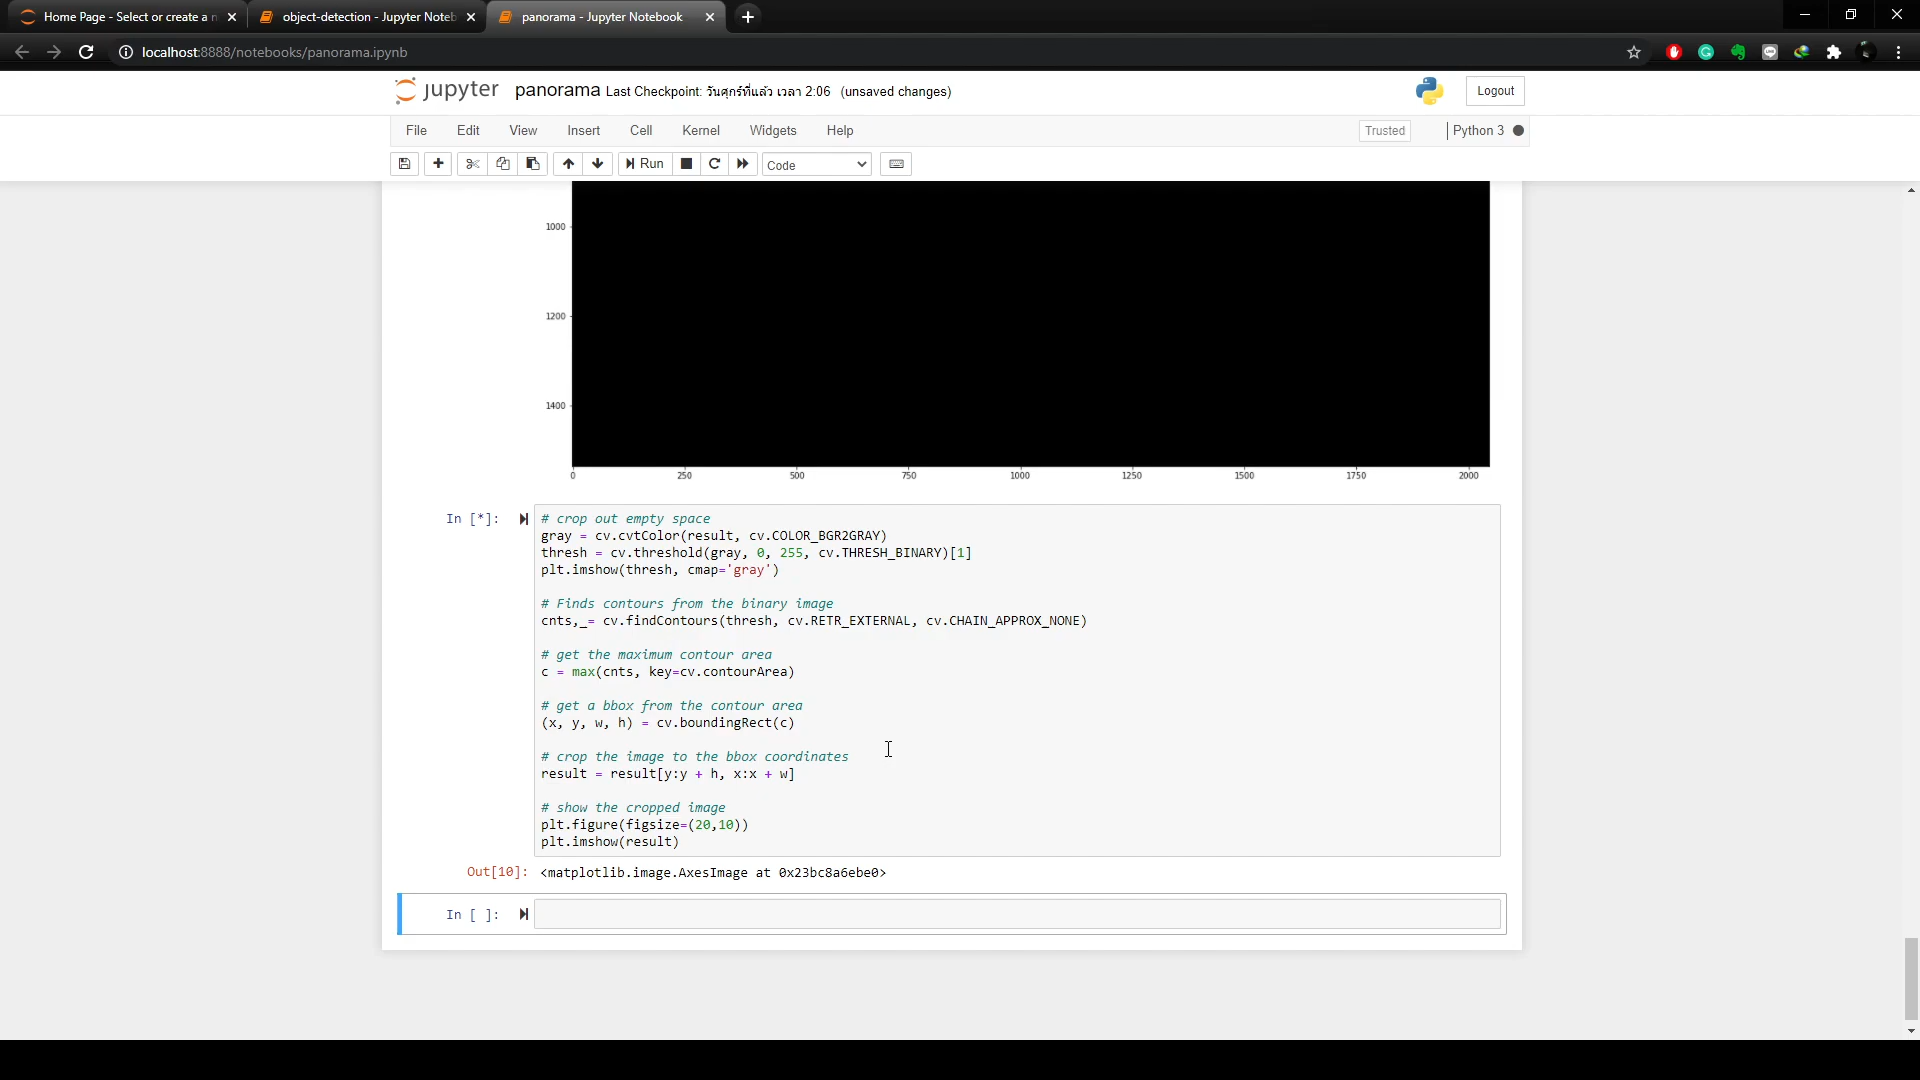 Home Page - Select or create a n
object-detection - Jupyter Noteb
panorama - Jupyter Notebook
localhost:8888/notebooks/panorama.ipynb
jupyter panorama Last Checkpoint: วันศุกร์ที่แล้ว เวลา 2:06 (unsaved changes)
Logout
File Edit View Insert Cell Kernel Widgets Help
Trusted
Python 3
Run
Code
1000
1200
1400
0 250 500 750 1000 1250 1500 1750 2000
In [*]:
# crop out empty space
gray = cv.cvtColor(result, cv.COLOR_BGR2GRAY)
thresh = cv.threshold(gray, 0, 255, cv.THRESH_BINARY)[1]
plt.imshow(thresh, cmap='gray')
# Finds contours from the binary image
cnts,_= cv.findContours(thresh, cv.RETR_EXTERNAL, cv.CHAIN_APPROX_NONE)
# get the maximum contour area
c = max(cnts, key=cv.contourArea)
# get a bbox from the contour area
(x, y, w, h) = cv.boundingRect(c)
# crop the image to the bbox coordinates
result = result[y:y + h, x:x + w]
# show the cropped image
plt.figure(figsize=(20,10))
plt.imshow(result)
Out[10]: <matplotlib.image.AxesImage at 0x23bc8a6ebe0>
In [ ]: